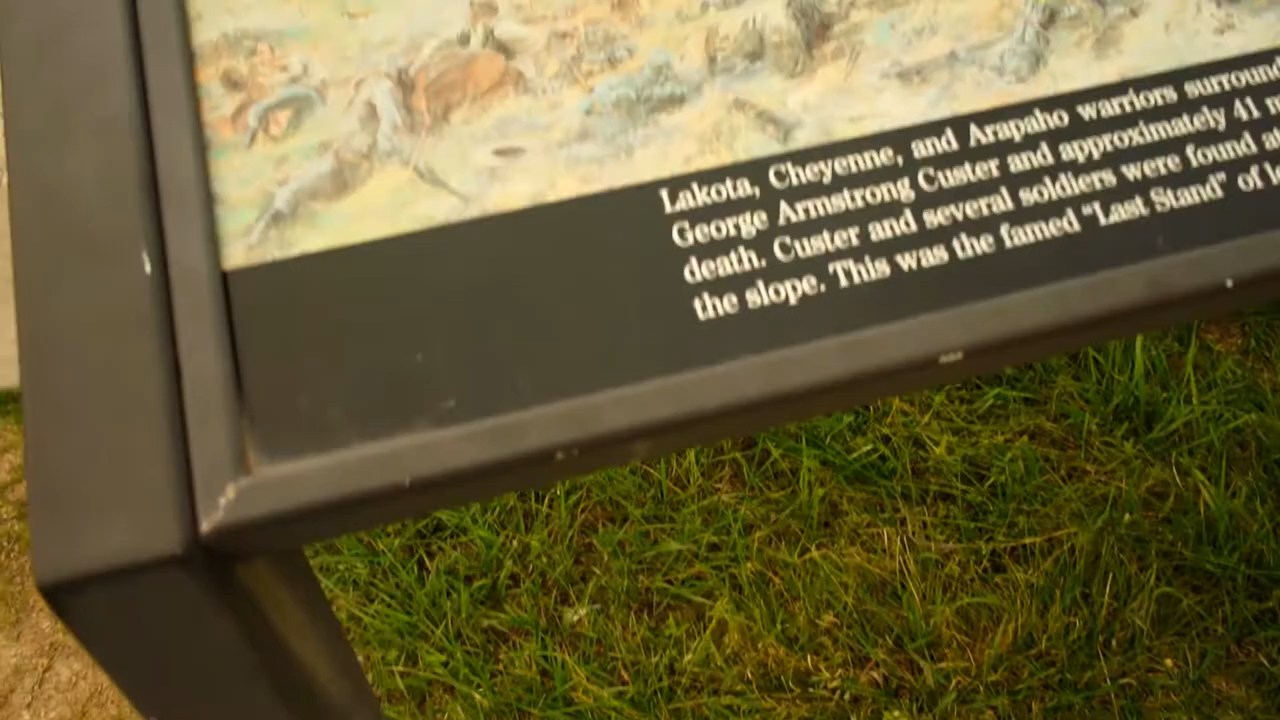 Lakota, Cheyenne, and Arapaho warriors surround
George Armstrong Custer and approximately 41
death. Custer and several soldiers were found
the slope. This was the famed “Last Stand” of